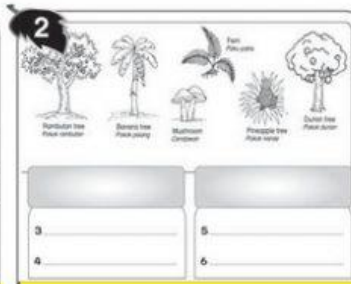 2
Fern
Paku pakis
Rambutan tree
Pokok rambutan
Banana tree
Pokok pisang
Mushroom
Cendawan
Pineapple tree
Pokok nanas
Durian tree
Pokok durian
3
5
4
6